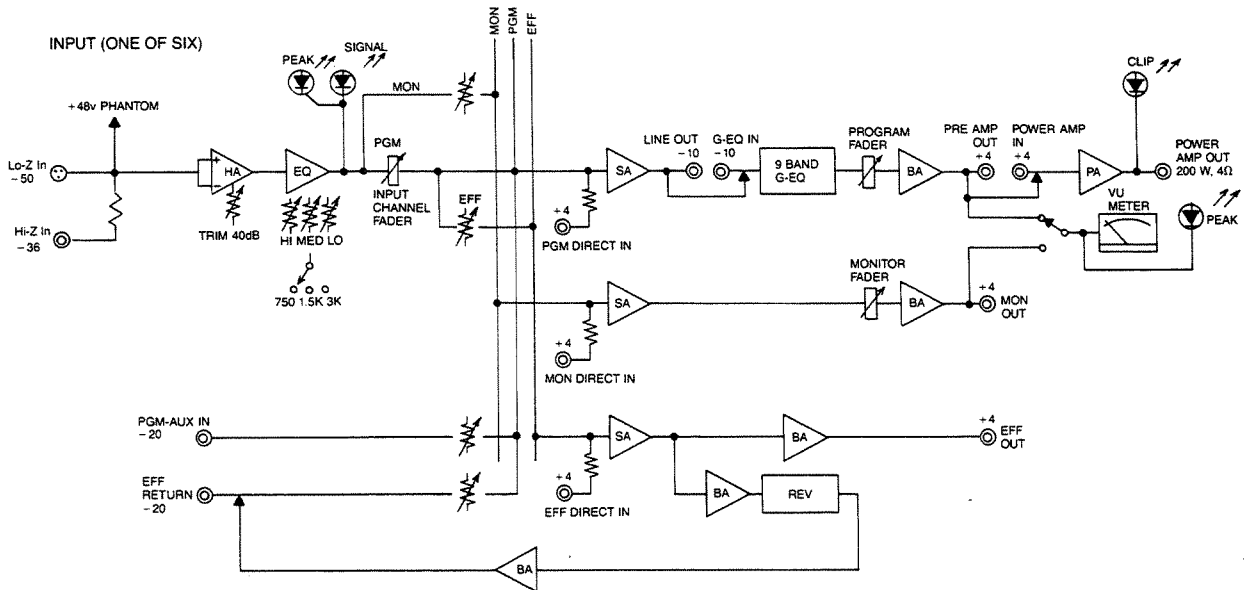 INPUT (ONE OF SIX)
PEAK
SIGNAL
MON
PGM
EFF
+48v PHANTOM
MON
CLIP
Lo-Z In
-50
HA
EQ
PGM
INPUT
CHANNEL
FADER
EFF
SA
LINE OUT
-10
G-EQ IN
-10
9 BAND
G-EQ
PROGRAM
FADER
BA
PRE AMP
OUT
+4
POWER AMP
IN
+4
PA
POWER
AMP OUT
200 W, 4Ω
VU
METER
PEAK
Hi-Z In
-36
TRIM 40dB
HI MED LO
+4
PGM DIRECT IN
750 1.5K 3K
SA
MONITOR
FADER
BA
+4
MON
OUT
+4
MON DIRECT IN
PGM-AUX IN
-20
SA
BA
+4
EFF
OUT
EFF
RETURN
-20
+4
EFF DIRECT IN
BA
REV
BA